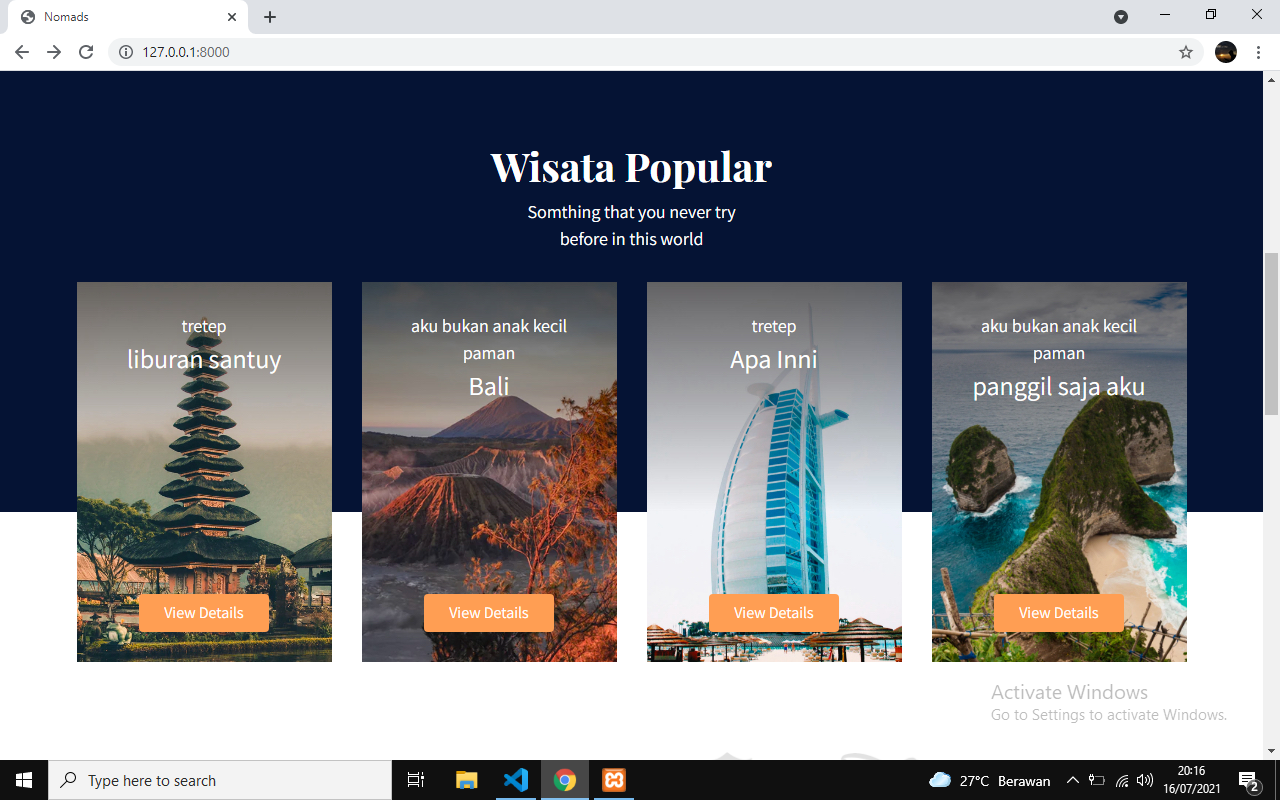 Nomads
127.0.0.1:8000
Wisata Popular
Somthing that you never try
before in this world
tretep
liburan santuy
View Details
aku bukan anak kecil
paman
Bali
View Details
tretep
Apa Inni
View Details
aku bukan anak kecil
paman
panggil saja aku
View Details
Activate Windows
Go to Settings to activate Windows.
Type here to search
27°C Berawan
20:16
16/07/2021
2